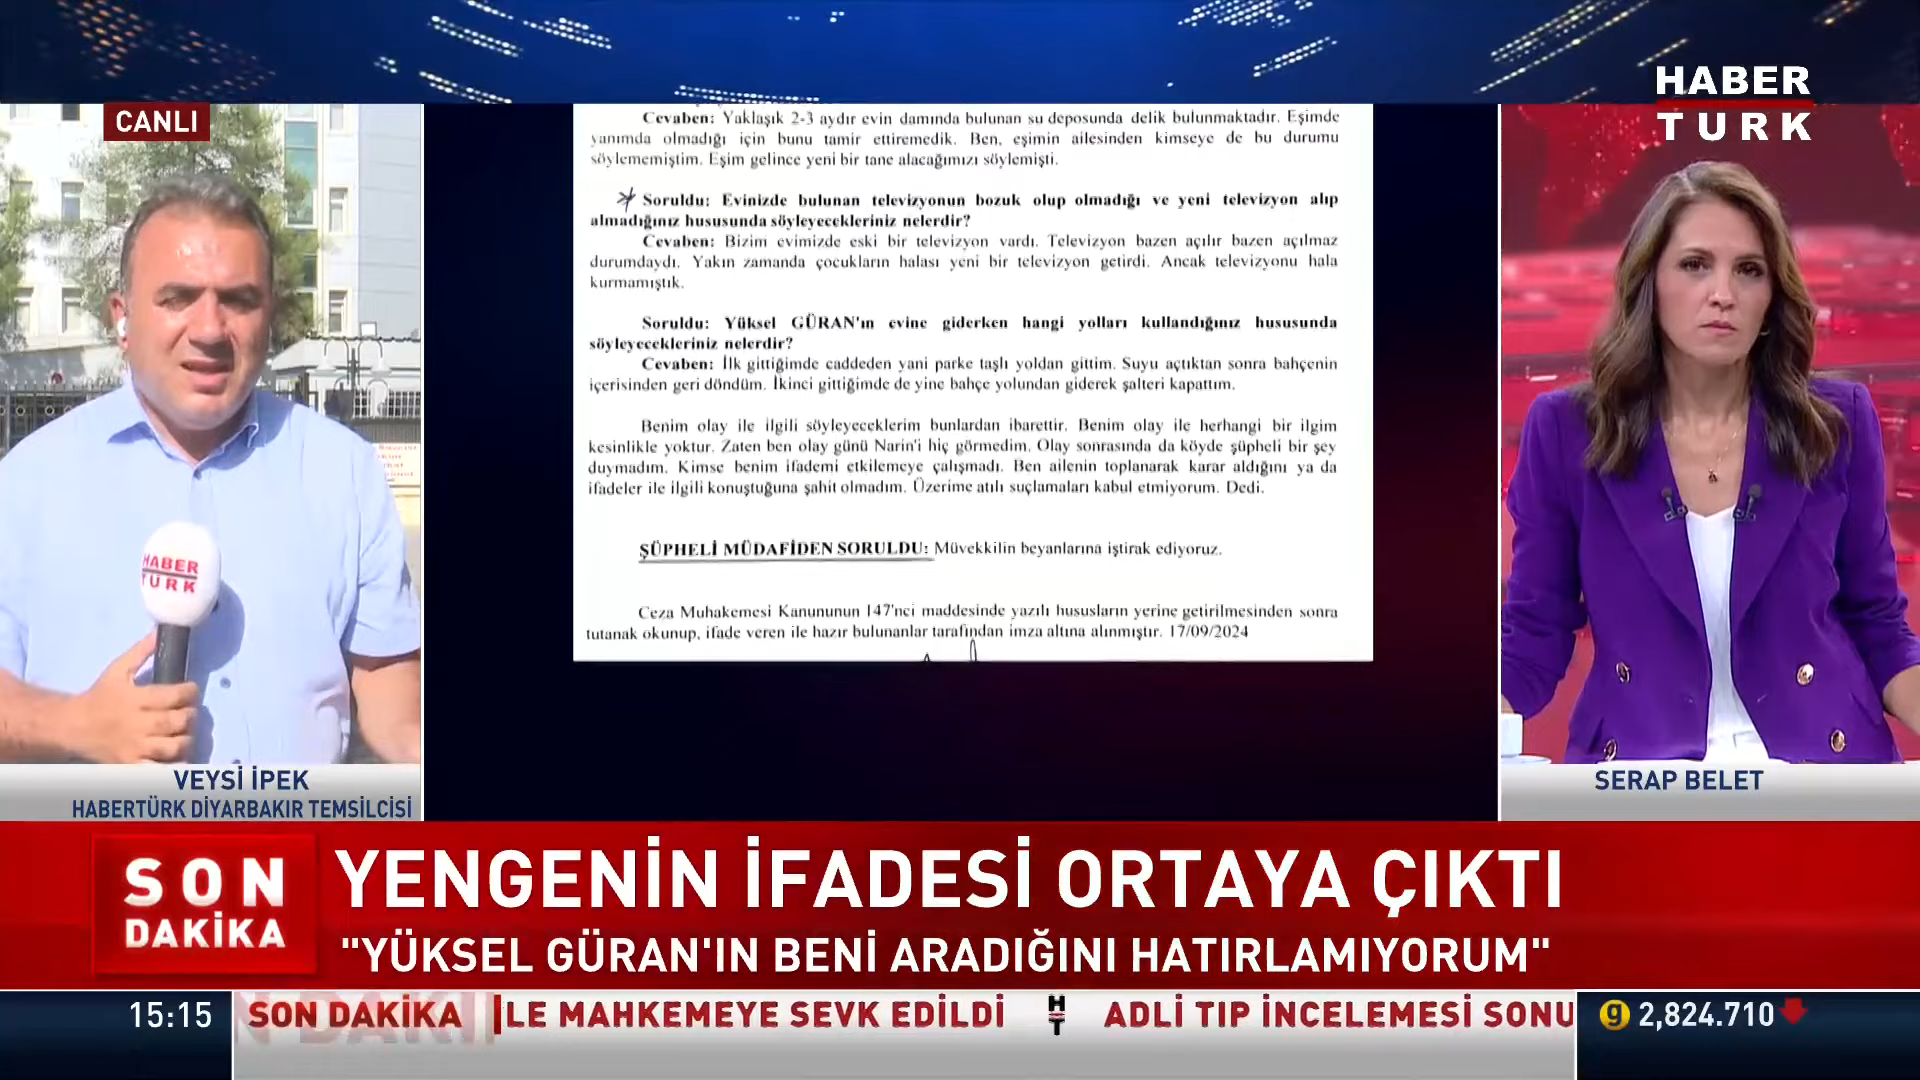 HABER
TURK
CANLI
Cevaben: Yaklaşık 2-3 aydır evin damında bulunan su deposunda delik bulunmaktadır. Eşimde
yanımda olmadığı için bunu tamir ettiremedik. Ben, eşimin ailesinden kimseye de bu durumu
söylememiştim. Eşim gelince yeni bir tane alacağımızı söylemişti.
Soruldu: Evinizde bulunan televizyonun bozuk olup olmadığı ve yeni televizyon alıp
almadığınız hususunda söyleyecekleriniz nelerdir?
Cevaben: Bizim evimizde eski bir televizyon vardı. Televizyon bazen açılır bazen açılmaz
durumdaydı. Yakın zamanda çocukların halası yeni bir televizyon getirdi. Ancak televizyonu hala
kurmamıştık.
Soruldu: Yüksel GÜRAN'ın evine giderken hangi yolları kullandığınız hususunda
söyleyecekleriniz nelerdir?
Cevaben: İlk gittiğimde caddeden yani parke taşlı yoldan gittim. Suyu açtıktan sonra bahçenin
içerisinden geri döndüm. İkinci gittiğimde de yine bahçe yolundan giderek şalteri kapattım.
Benim olay ile ilgili söyleyeceklerim bunlardan ibarettir. Benim olay ile herhangi bir ilgim
kesinlikle yoktur. Zaten ben olay günü Narin'i hiç görmedim. Olay sonrasında da köyde şüpheli bir şey
duymadım. Kimse benim ifademi etkilemeye çalışmadı. Ben ailenin toplanarak karar aldığını ya da
ifadeler ile ilgili konuştuğuna şahit olmadım. Üzerime atılı suçlamaları kabul etmiyorum. Dedi.
ŞÜPHELİ MÜDAFİDEN SORULDU: Müvekkilin beyanlarına iştirak ediyoruz.
Ceza Muhakemesi Kanununun 147'nci maddesinde yazılı hususların yerine getirilmesinden sonra
tutanak okunup, ifade veren ile hazır bulunanlar tarafından imza altına alınmıştır. 17/09/2024
HABER
TURK
VEYSİ İPEK
HABERTÜRK DİYARBAKIR TEMSİLCİSİ
SERAP BELET
SON
DAKİKA
YENGENİN İFADESİ ORTAYA ÇIKTI
"YÜKSEL GÜRAN'IN BENİ ARADIĞINI HATIRLAMIYORUM"
15:15
SON DAKİKA
İLE MAHKEMEYE SEVK EDİLDİ
HT
ADLİ TIP İNCELEMESİ SONU
g 2,824.710